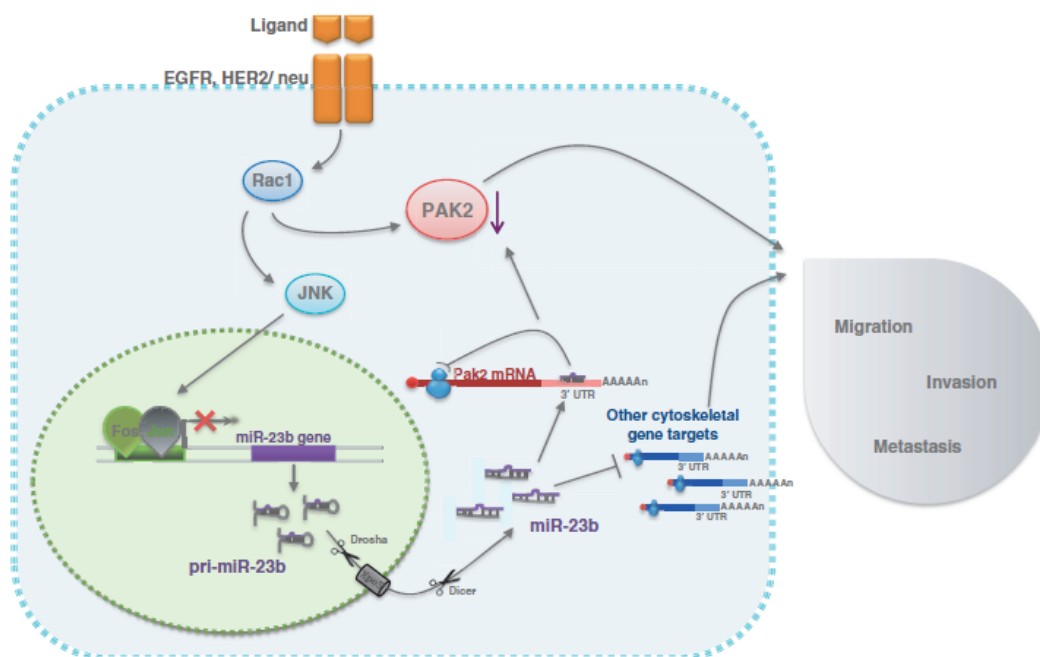 Ligand
EGFR, HER2/ neu
Rac1
PAK2
JNK
Migration
Invasion
Metastasis
Pak2 mRNA
AAAAAn
3' UTR
Other cytoskeletal
gene targets
AAAAAn
3' UTR
AAAAAn
3' UTR
AAAAAn
3' UTR
Fos
miR-23b gene
miR-23b
pri-miR-23b
Drosha
Dicer